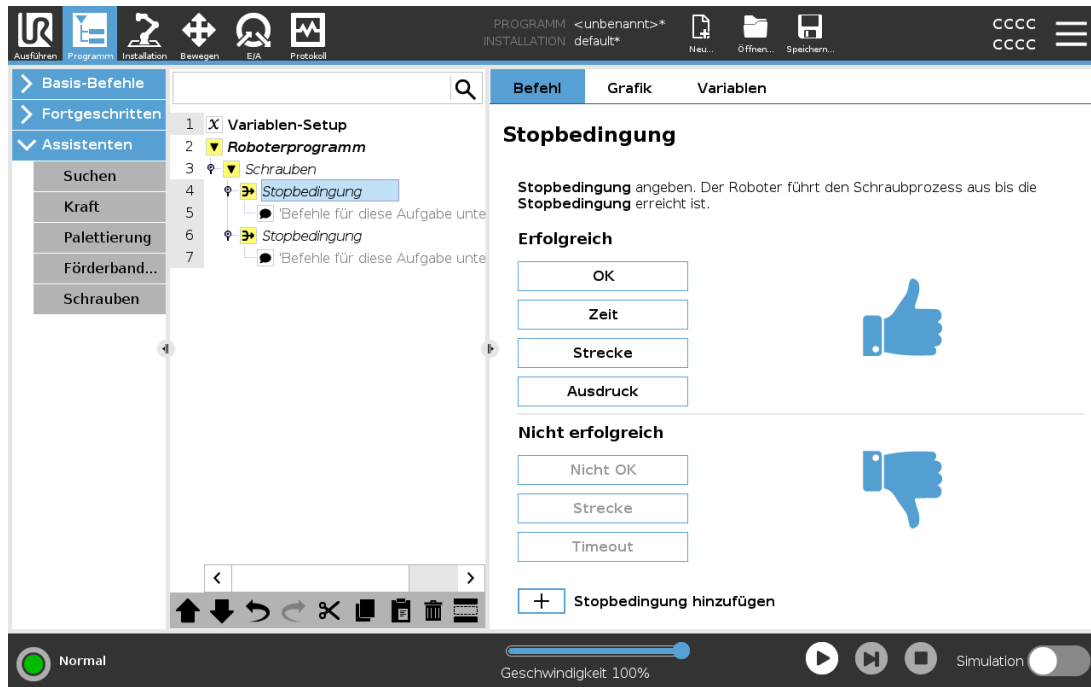 UR
PROGRAMM <unbenannt>*
INSTALLATION default*
CCCC
CCCC
Ausführen Programm Installation Bewegen E/A Protokoll
Neu... Öffnen... Speichern...
Basis-Befehle
Fortgeschritten
Assistenten
Suchen
Kraft
Palettierung
Förderband...
Schrauben
1 X Variablen-Setup
2 Roboterprogramm
3 Schrauben
4 Stopbedingung
5 'Befehle für diese Aufgabe unte
6 Stopbedingung
7 'Befehle für diese Aufgabe unte
Befehl Grafik Variablen
Stopbedingung
Stopbedingung angeben. Der Roboter führt den Schraubprozess aus bis die
Stopbedingung erreicht ist.
Erfolgreich
OK
Zeit
Strecke
Ausdruck
Nicht erfolgreich
Nicht OK
Strecke
Timeout
+ Stopbedingung hinzufügen
Normal
Geschwindigkeit 100%
Simulation